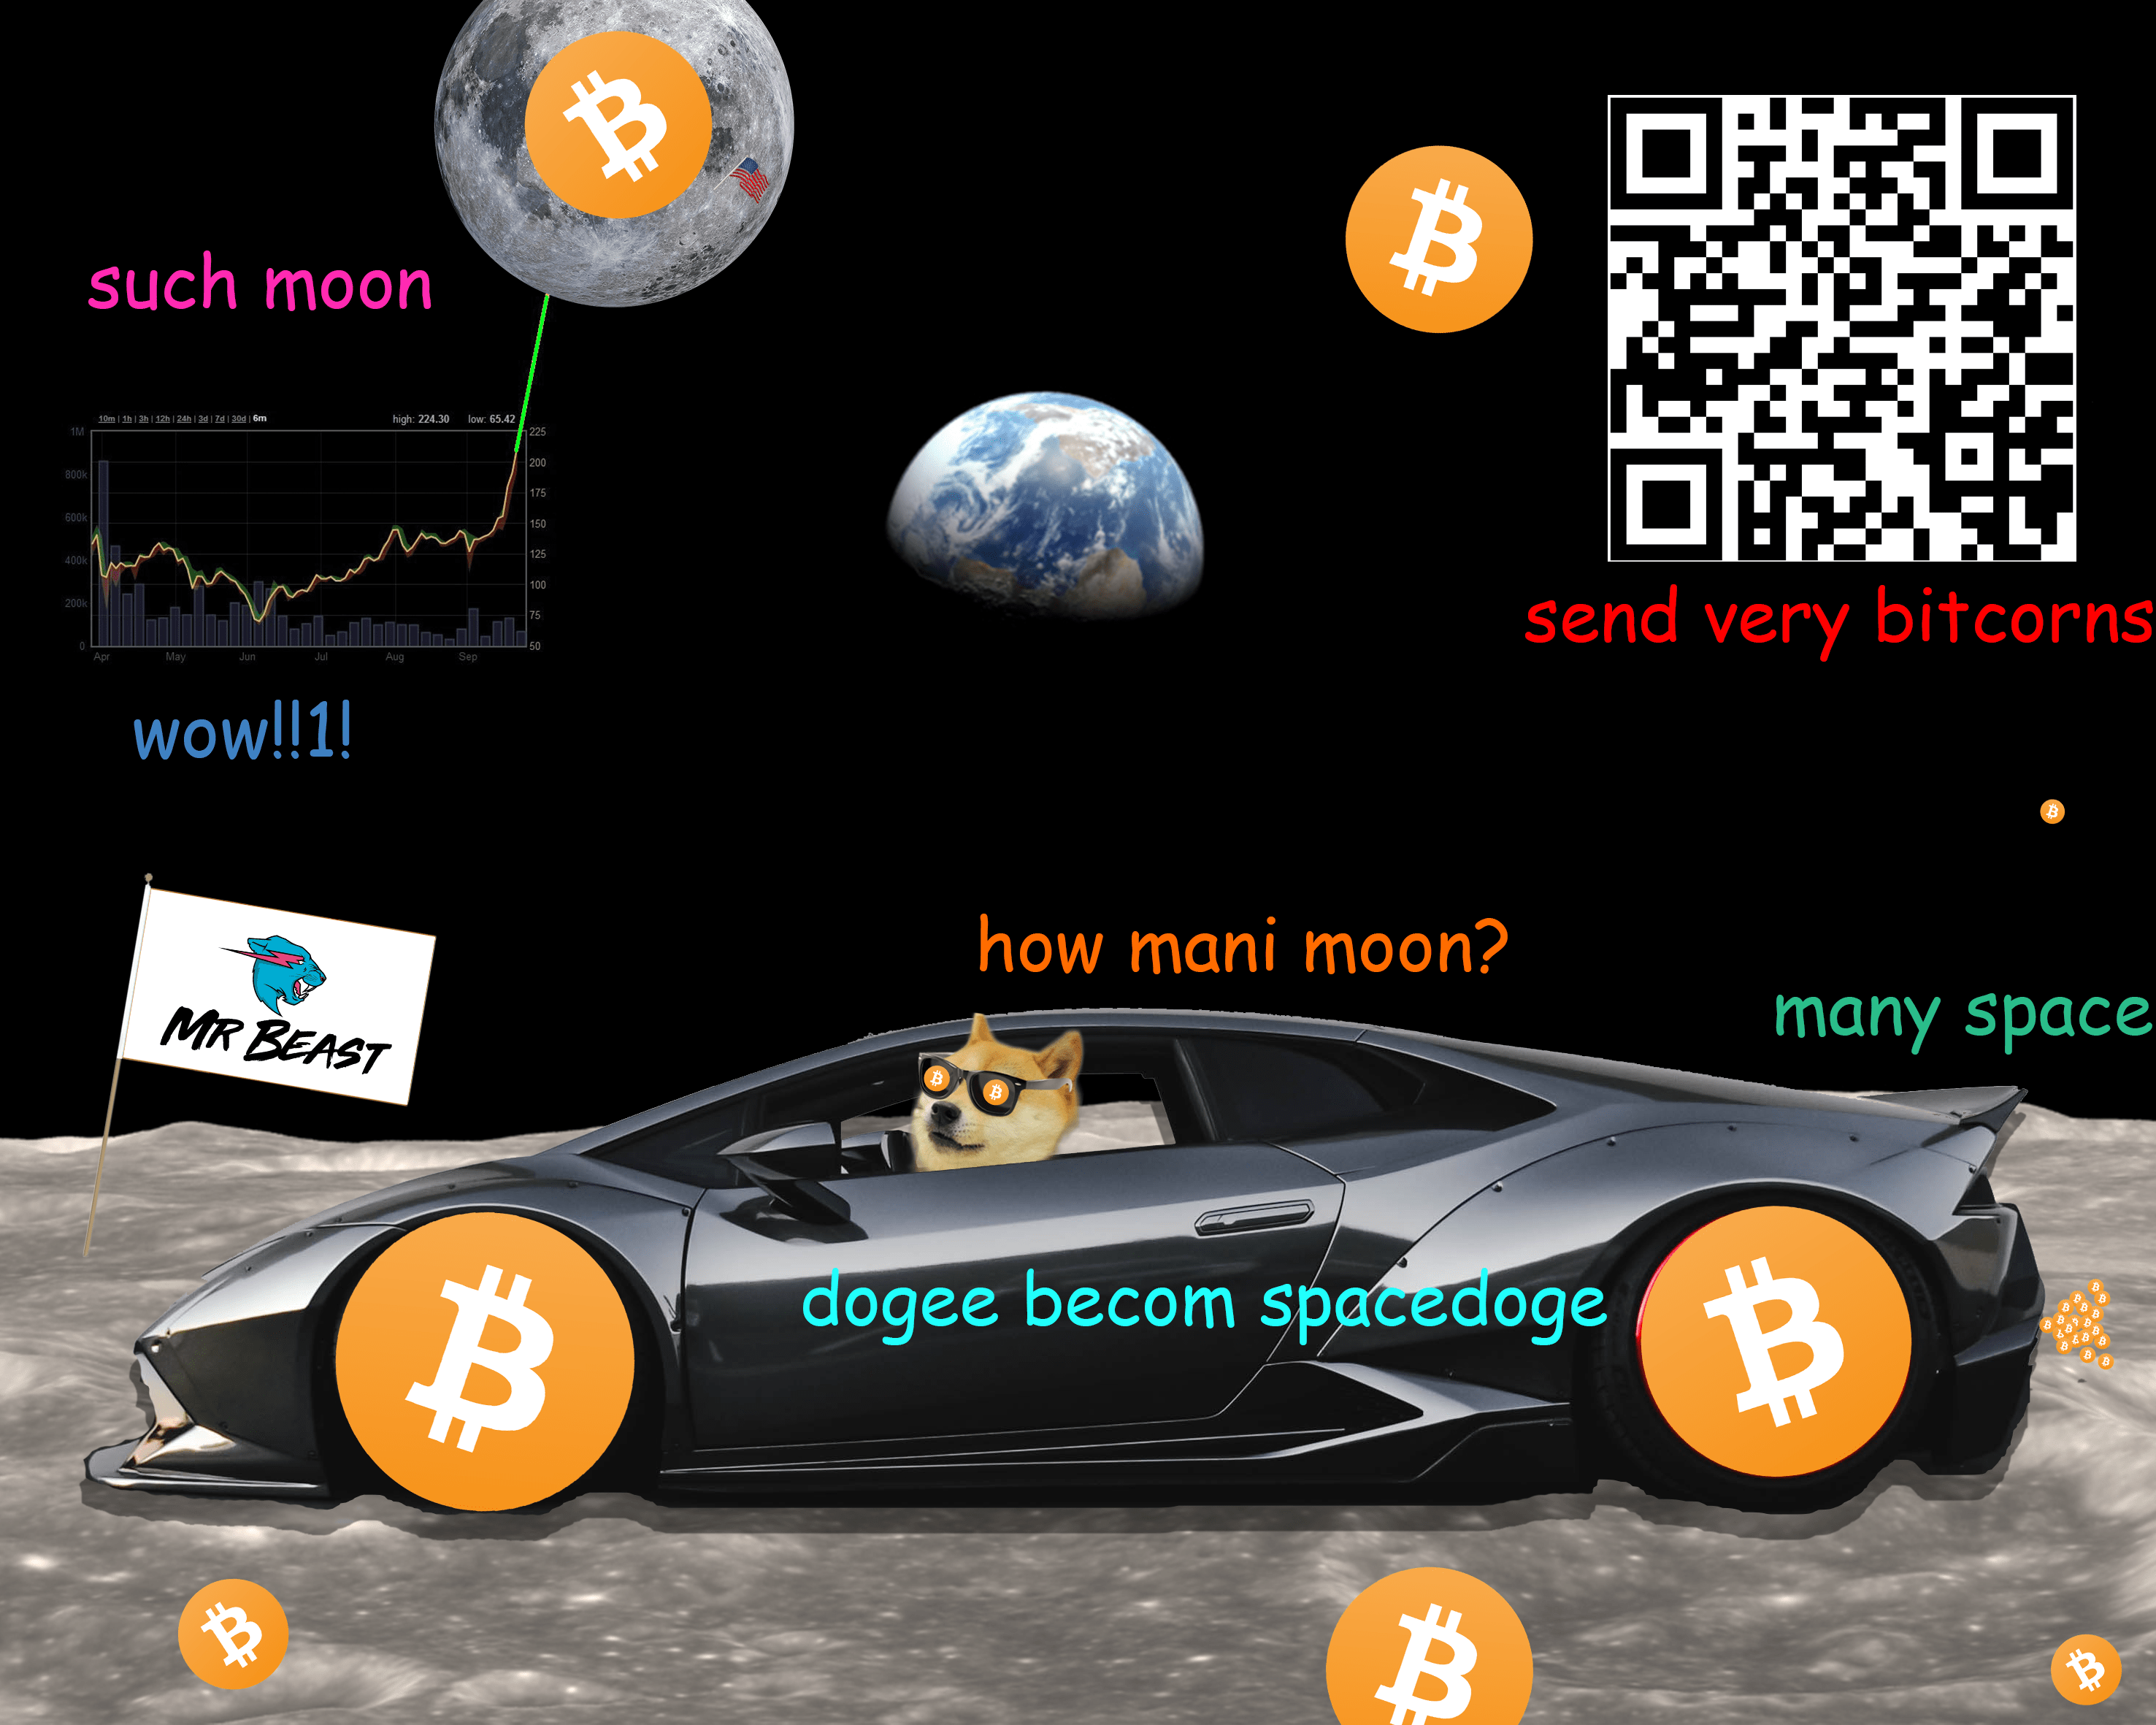 such moon
10m | 1h | 3h | 12h | 24h | 3d | 7d | 30d | 6m
high: 224.30 low: 65.42
1M
800k
600k
400k
200k
0
225
200
175
150
125
100
75
50
Apr May Jun Jul Aug Sep
wow!!1!
send very bitcorns
MR BEAST
how mani moon?
many space
dogee becom spacedoge